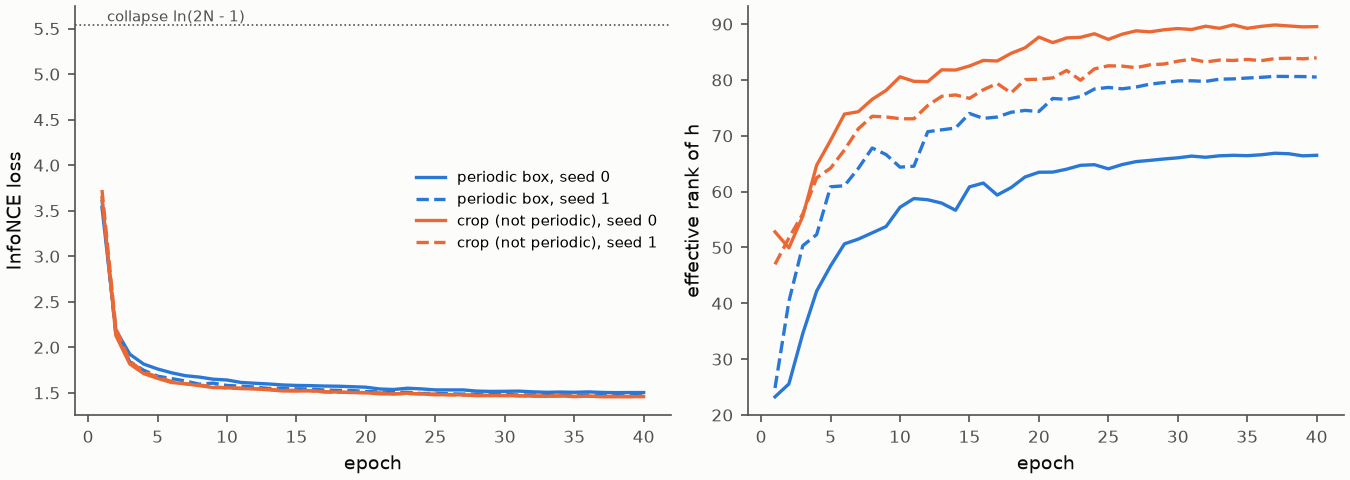 collapse ln(2N - 1)
InfoNCE loss
5.5
5.0
4.5
4.0
3.5
3.0
2.5
2.0
1.5
periodic box, seed 0
periodic box, seed 1
crop (not periodic), seed 0
crop (not periodic), seed 1
0 5 10 15 20 25 30 35 40
epoch
effective rank of h
90
80
70
60
50
40
30
20
0 5 10 15 20 25 30 35 40
epoch